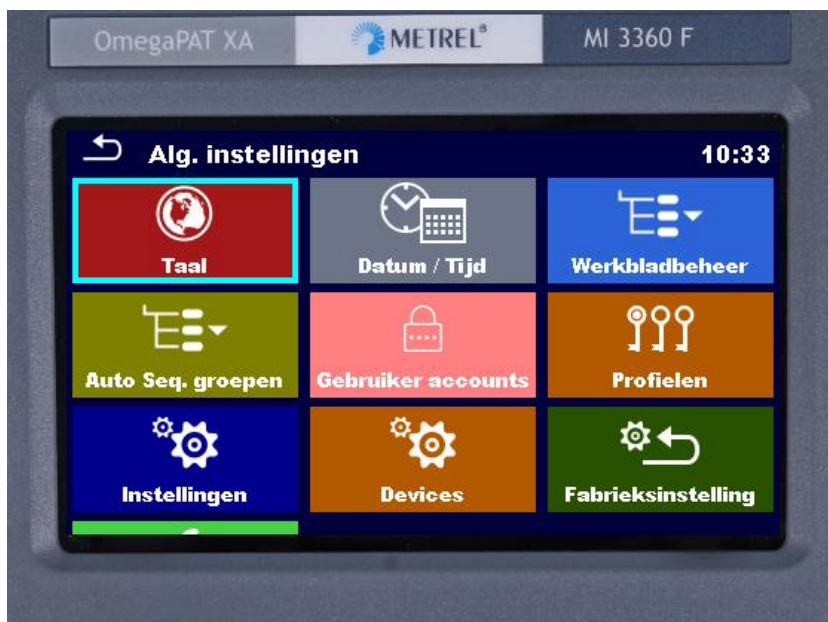 OmegaPAT XA
METREL®
MI 3360 F
Alg. instellingen
10:33
Taal
Datum / Tijd
Werkbladbeheer
Auto Seq. groepen
Gebruiker accounts
Profielen
Instellingen
Devices
Fabrieksinstelling